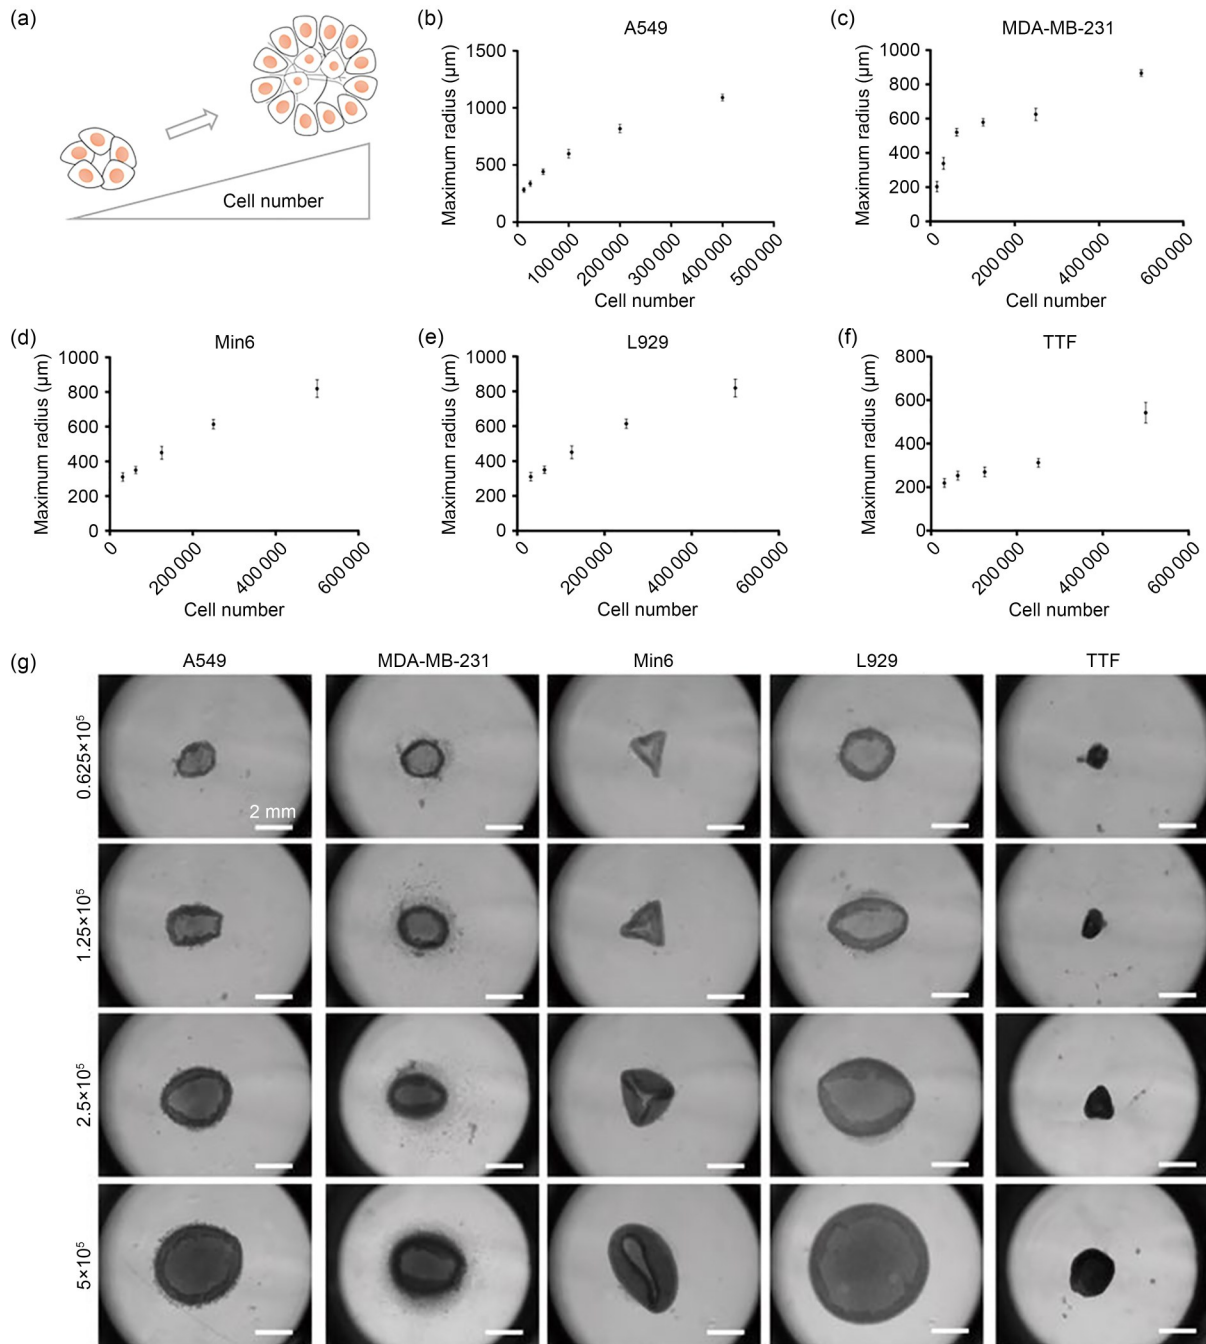 (a)
Cell number
(b)
A549
Maximum radius (μm)
1500
1000
500
0
0
100 000
200 000
300 000
400 000
500 000
Cell number
(c)
MDA-MB-231
Maximum radius (μm)
1000
800
600
400
200
0
0
200 000
400 000
600 000
Cell number
(d)
Min6
Maximum radius (μm)
1000
800
600
400
200
0
0
200 000
400 000
600 000
Cell number
(e)
L929
Maximum radius (μm)
1000
800
600
400
200
0
0
200 000
400 000
600 000
Cell number
(f)
TTF
Maximum radius (μm)
800
600
400
200
0
0
200 000
400 000
600 000
Cell number
(g)
A549 MDA-MB-231 Min6 L929 TTF
0.625×10⁵
2 mm
1.25×10⁵
2.5×10⁵
5×10⁵